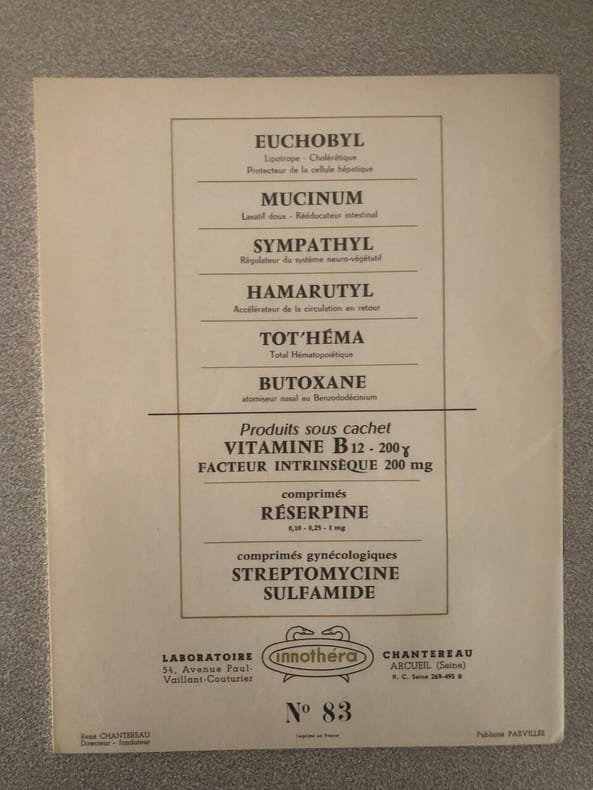 EUCHOBYL
Lipotrope - Cholérétique
Protecteur de la cellule hépatique
MUCINUM
Laxatif doux - Rééducateur intestinal
SYMPATHYL
Régulateur du système neuro-végétatif
HAMARUTYL
Accélérateur de la circulation en retour
TOT'HÉMA
Total Hématopoiétique
BUTOXANE
atomiseur nasal au Benzododécinium
Produits sous cachet
VITAMINE B12 - 200 γ
FACTEUR INTRINSÈQUE 200 mg
comprimés
RÉSERPINE
0,10 - 0,25 - 1 mg
comprimés gynécologiques
STREPTOMYCINE
SULFAMIDE
LABORATOIRE
54, Avenue Paul-
Vaillant-Couturier
innothéra
CHANTEREAU
ARCUEIL (Seine)
R. C. Seine 269-495 B
Nº 83
René CHANTEREAU
Directeur - fondateur
Imprimé en France
Publicité PARVILLEE